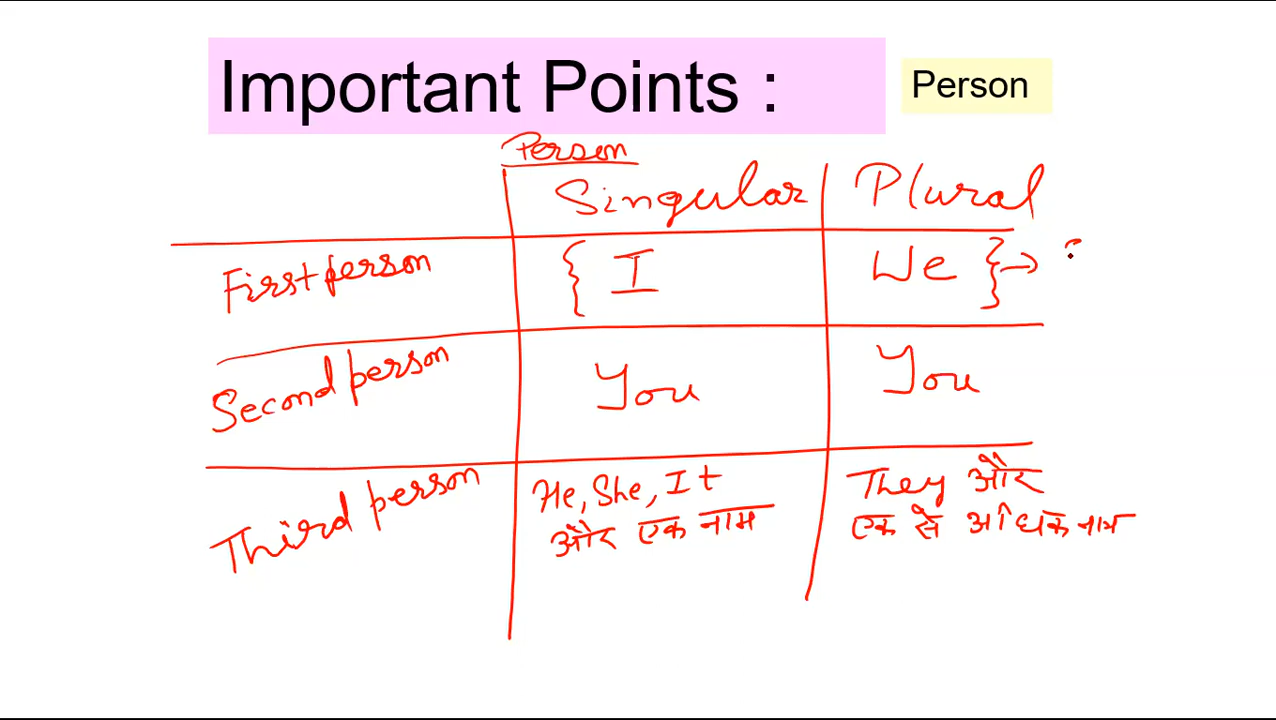 Important Points :
Person
Person
Singular Plural
First person { I We } →
Second person You You
Third person He, She, It They और
और एक नाम एक से अधिक नाम